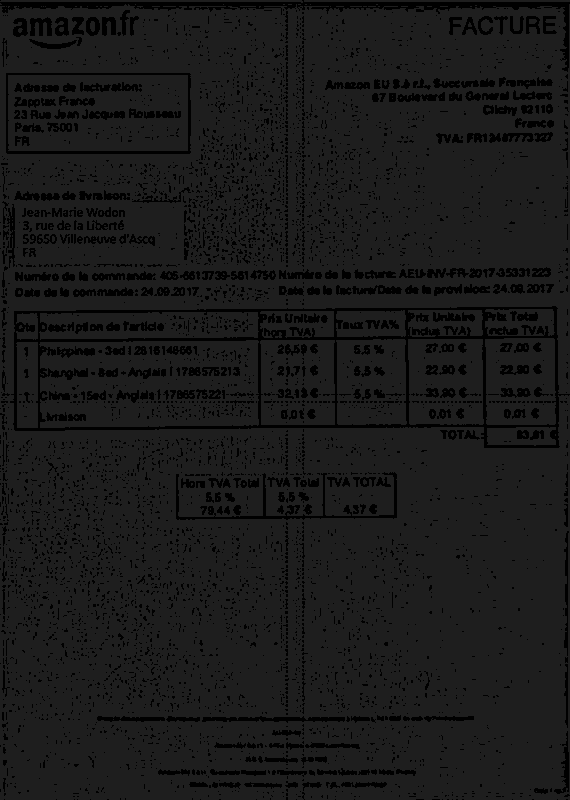 amazon.fr
FACTURE
Adresse de facturation:
Zapptax France
23 Rue Jean Jacques Rousseau
Paris, 75001
FR
Amazon EU S.à r.l., Succursale Française
67 Boulevard du General Leclerc
Clichy 92110
France
TVA: FR12487773327
Adresse de livraison:
Jean-Marie Wodon
3, rue de la Liberté
59650 Villeneuve d'Ascq
FR
Numéro de la commande: 405-6613739-5614750 Numéro de la facture: AEU-INV-FR-2017-35331223
Date de la commande: 24.09.2017 Date de la facture/Date de la provision: 24.09.2017
Qté Description de l'article Prix Unitaire (hors TVA) Taux TVA% Prix Unitaire (inclus TVA) Prix Total (inclus TVA)
1 Philippines - 3ed | 2816148661 25,59 € 5,5 % 27,00 € 27,00 €
1 Shanghai - 8ed - Anglais | 1786575213 21,71 € 5,5 % 22,90 € 22,90 €
1 China - 15ed - Anglais | 1786575221 32,13 € 5,5 % 33,90 € 33,90 €
Livraison 0,01 € 0,01 € 0,01 €
TOTAL: 83,81 €
Hors TVA Total TVA Total TVA TOTAL
5,5 % 5,5 %
79,44 € 4,37 € 4,37 €